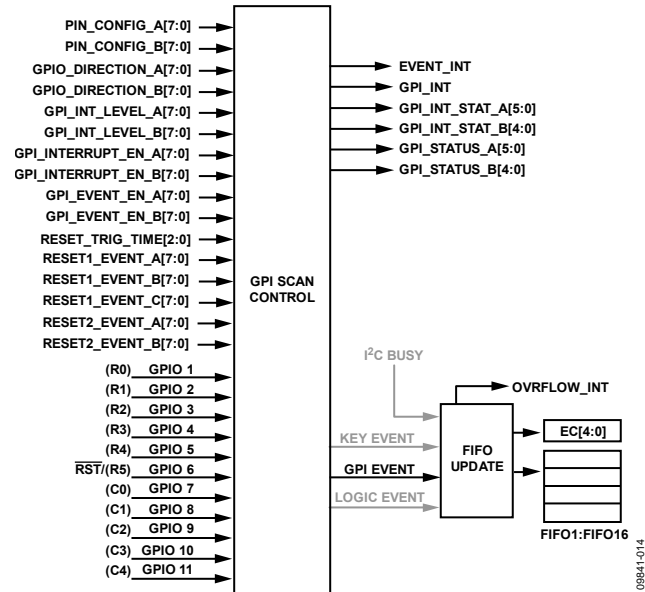 PIN_CONFIG_A[7:0]
PIN_CONFIG_B[7:0]
GPIO_DIRECTION_A[7:0]
GPIO_DIRECTION_B[7:0]
GPI_INT_LEVEL_A[7:0]
GPI_INT_LEVEL_B[7:0]
GPI_INTERRUPT_EN_A[7:0]
GPI_INTERRUPT_EN_B[7:0]
GPI_EVENT_EN_A[7:0]
GPI_EVENT_EN_B[7:0]
RESET_TRIG_TIME[2:0]
RESET1_EVENT_A[7:0]
RESET1_EVENT_B[7:0]
RESET1_EVENT_C[7:0]
RESET2_EVENT_A[7:0]
RESET2_EVENT_B[7:0]
(R0) GPIO 1
(R1) GPIO 2
(R2) GPIO 3
(R3) GPIO 4
(R4) GPIO 5
RST/(R5) GPIO 6
(C0) GPIO 7
(C1) GPIO 8
(C2) GPIO 9
(C3) GPIO 10
(C4) GPIO 11
GPI SCAN
CONTROL
EVENT_INT
GPI_INT
GPI_INT_STAT_A[5:0]
GPI_INT_STAT_B[4:0]
GPI_STATUS_A[5:0]
GPI_STATUS_B[4:0]
I2C BUSY
OVRFLOW_INT
KEY EVENT
GPI EVENT
LOGIC EVENT
FIFO
UPDATE
EC[4:0]
FIFO1:FIFO16
09841-014